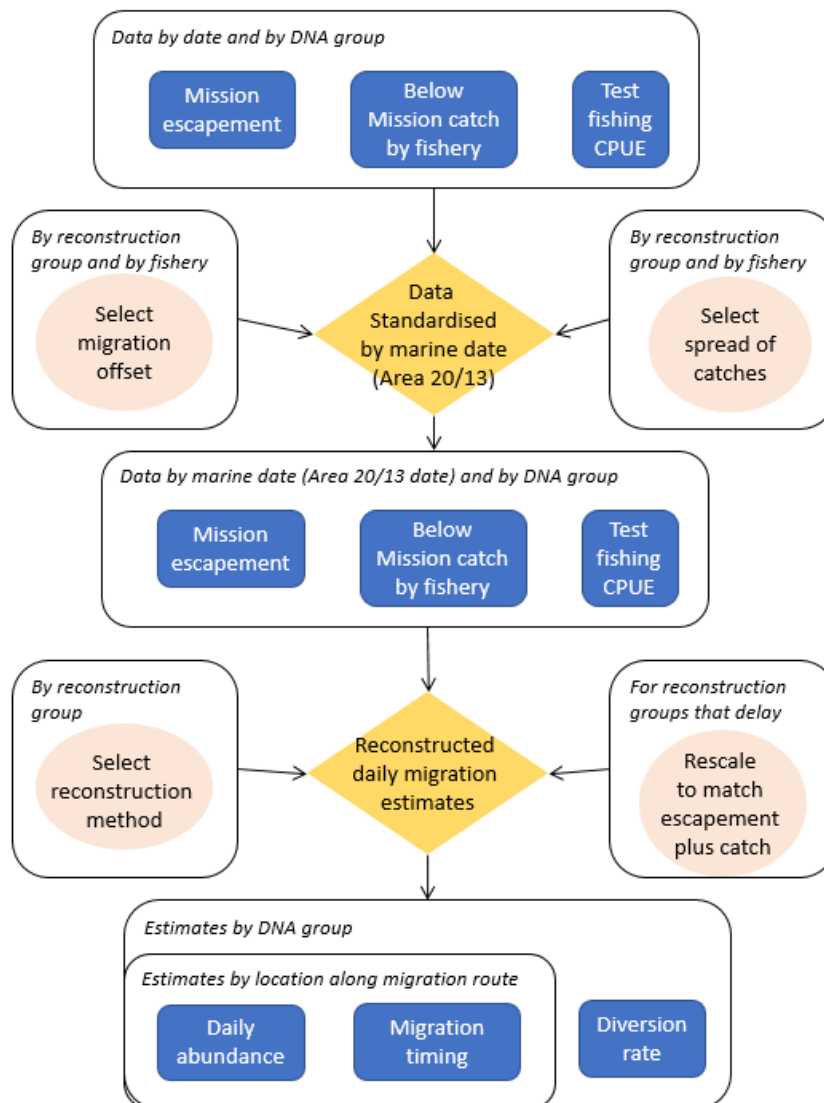 Data by date and by DNA group
Mission
escapement
Below
Mission catch
by fishery
Test
fishing
CPUE
By reconstruction
group and by fishery
Select
migration
offset
Data
Standardised
by marine date
(Area 20/13)
By reconstruction
group and by fishery
Select
spread of
catches
Data by marine date (Area 20/13 date) and by DNA group
Mission
escapement
Below
Mission catch
by fishery
Test
fishing
CPUE
By reconstruction
group
Select
reconstruction
method
Reconstructed
daily migration
estimates
For reconstruction
groups that delay
Rescale
to match
escapement
plus catch
Estimates by DNA group
Estimates by location along migration route
Daily
abundance
Migration
timing
Diversion
rate